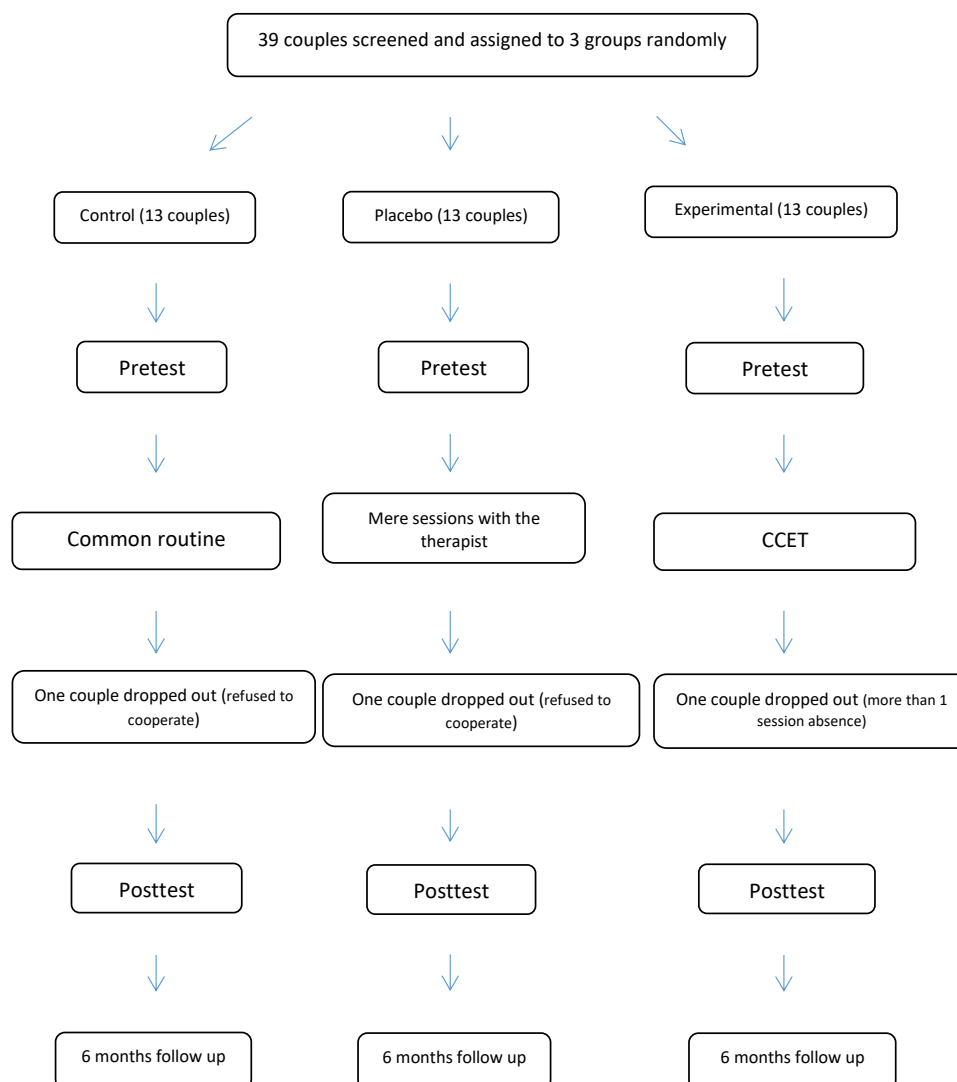 39 couples screened and assigned to 3 groups randomly
Control (13 couples)
Placebo (13 couples)
Experimental (13 couples)
Pretest
Pretest
Pretest
Common routine
Mere sessions with the
therapist
CCET
One couple dropped out (refused to
cooperate)
One couple dropped out (refused to
cooperate)
One couple dropped out (more than 1
session absence)
Posttest
Posttest
Posttest
6 months follow up
6 months follow up
6 months follow up